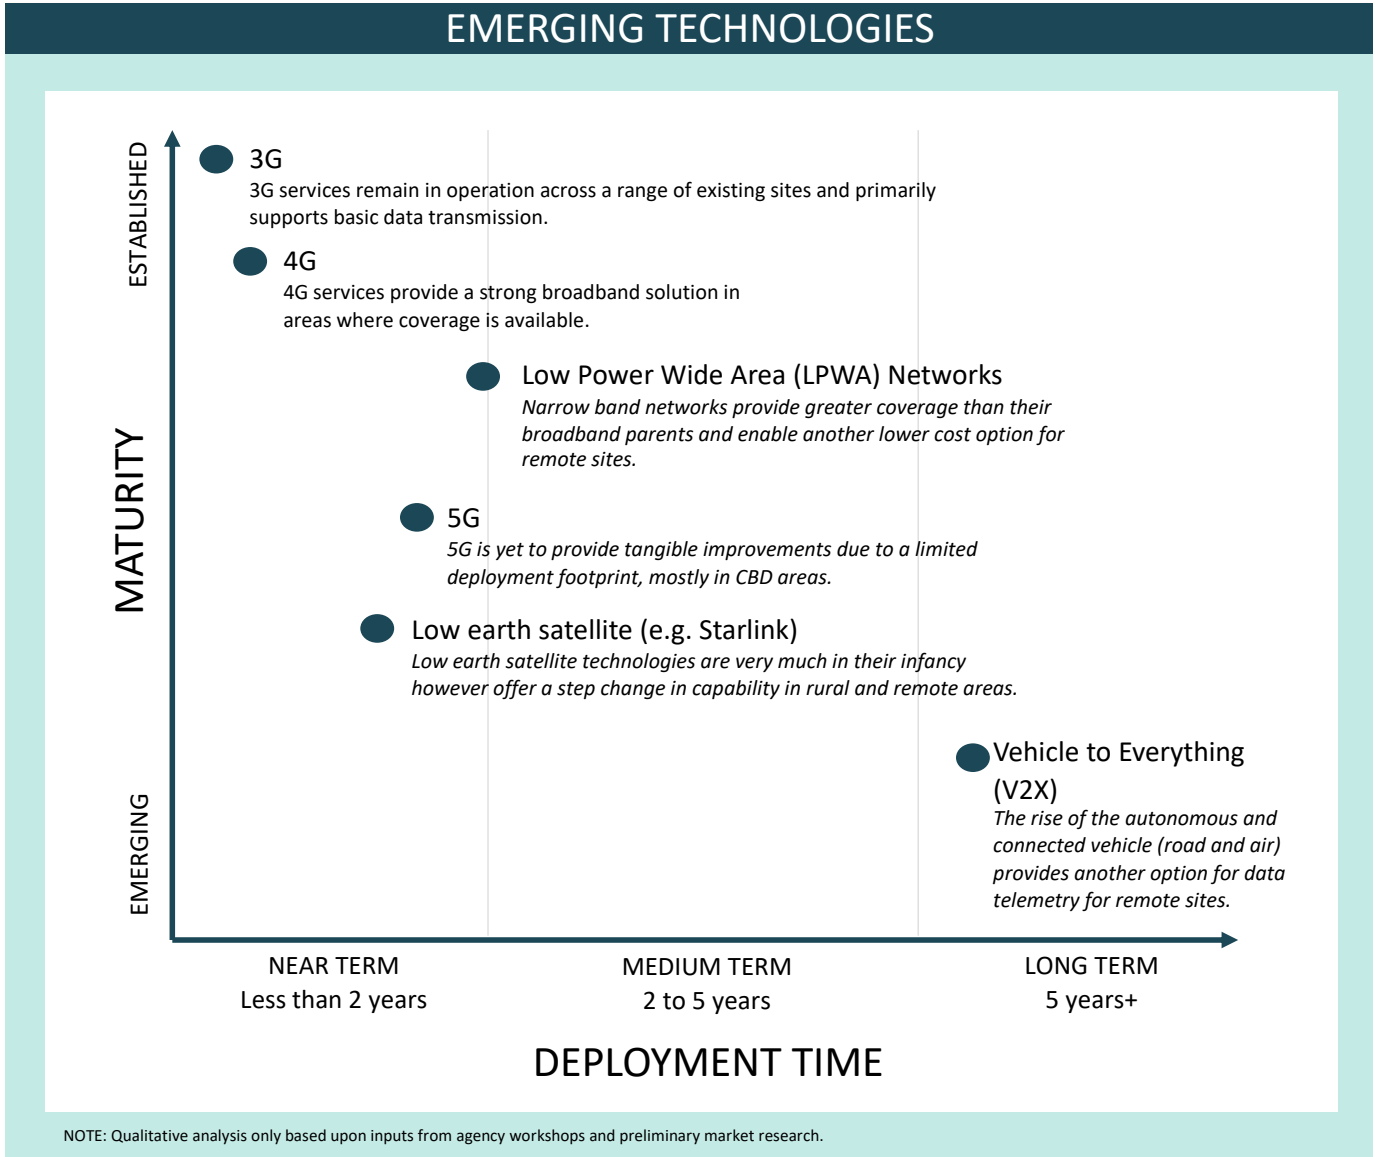 EMERGING TECHNOLOGIES
ESTABLISHED
MATURITY
EMERGING
3G
3G services remain in operation across a range of existing sites and primarily
supports basic data transmission.
4G
4G services provide a strong broadband solution in
areas where coverage is available.
Low Power Wide Area (LPWA) Networks
Narrow band networks provide greater coverage than their
broadband parents and enable another lower cost option for
remote sites.
5G
5G is yet to provide tangible improvements due to a limited
deployment footprint, mostly in CBD areas.
Low earth satellite (e.g. Starlink)
Low earth satellite technologies are very much in their infancy
however offer a step change in capability in rural and remote areas.
Vehicle to Everything
(V2X)
The rise of the autonomous and
connected vehicle (road and air)
provides another option for data
telemetry for remote sites.
NEAR TERM
Less than 2 years
MEDIUM TERM
2 to 5 years
LONG TERM
5 years+
DEPLOYMENT TIME
NOTE: Qualitative analysis only based upon inputs from agency workshops and preliminary market research.